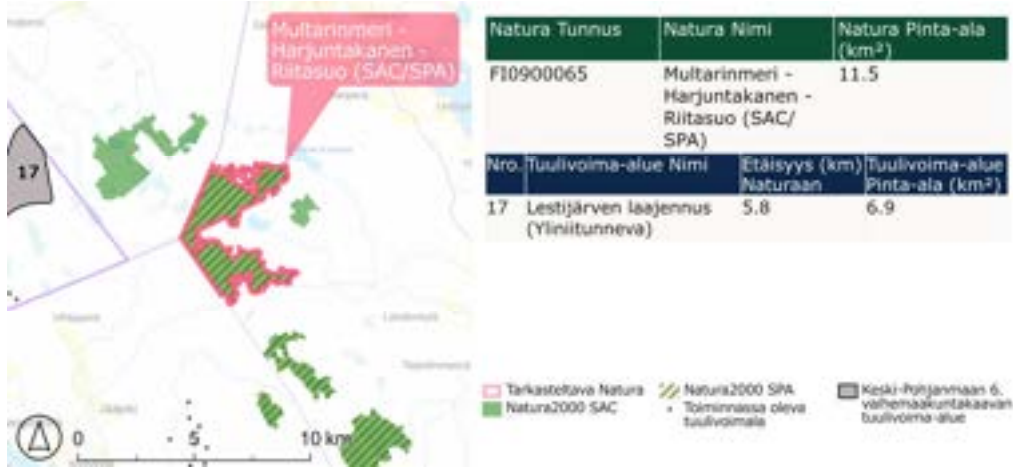 Multarinmeri -
Harjuntakanen -
Riitasuo (SAC/SPA)
17
0 5 10 km
Natura Tunnus Natura Nimi Natura Pinta-ala
(km²)
FI0900065 Multarinmeri - 11.5
Harjuntakanen -
Riitasuo (SAC/
SPA)
Nro. Tuulivoima-alue Nimi Etäisyys (km) Tuulivoima-alue
Naturaan Pinta-ala (km²)
17 Lestijärven laajennus 5.8 6.9
(Yliniitunneva)
Tarkasteltava Natura
Natura2000 SAC
Natura2000 SPA
Toiminnassa oleva
tuulivoimala
Keski-Pohjanmaan 6.
vaihemaakuntakaavan
tuulivoima-alue